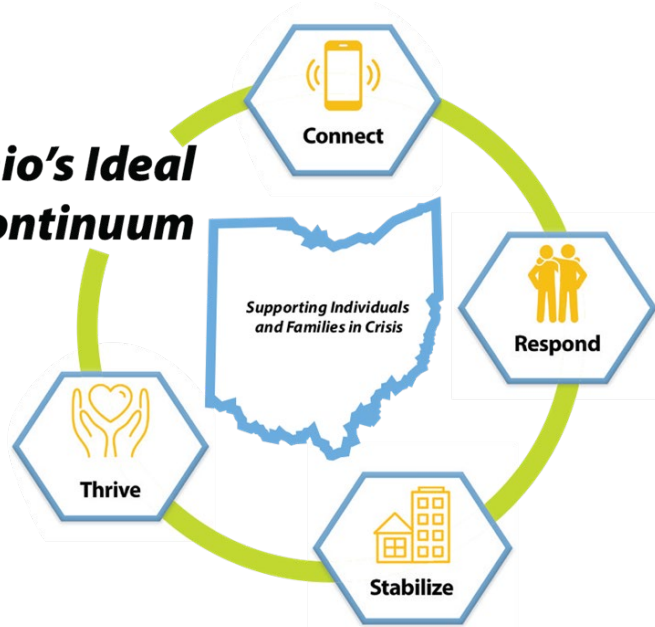 io's Ideal
ontinuum
Connect
Supporting Individuals
and Families in Crisis
Respond
Thrive
Stabilize